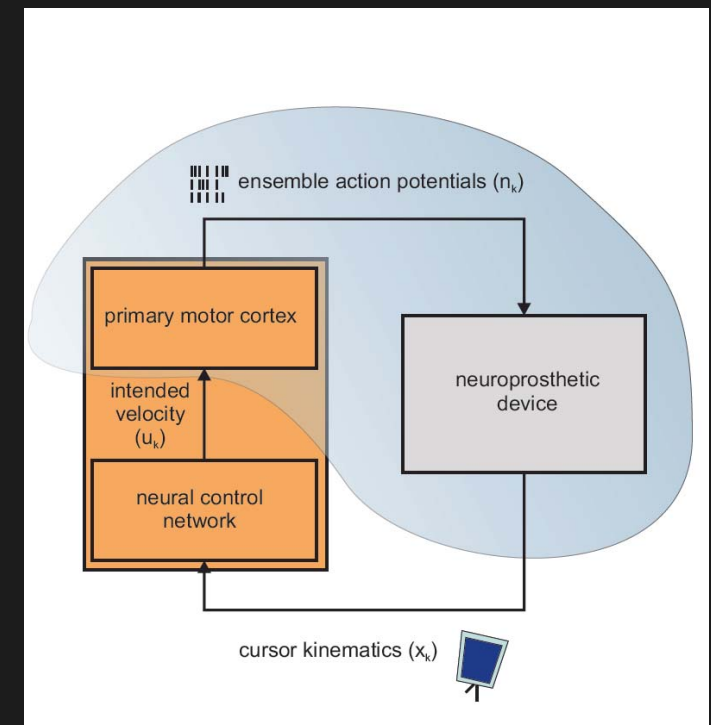 ensemble action potentials (nₖ)
primary motor cortex
neuroprosthetic
device
intended
velocity
(uₖ)
neural control
network
cursor kinematics (xₖ)